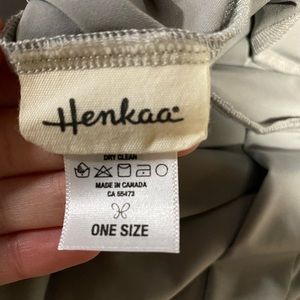 Henkaa
DRY CLEAN
MADE IN CANADA
CA 55473
ONE SIZE